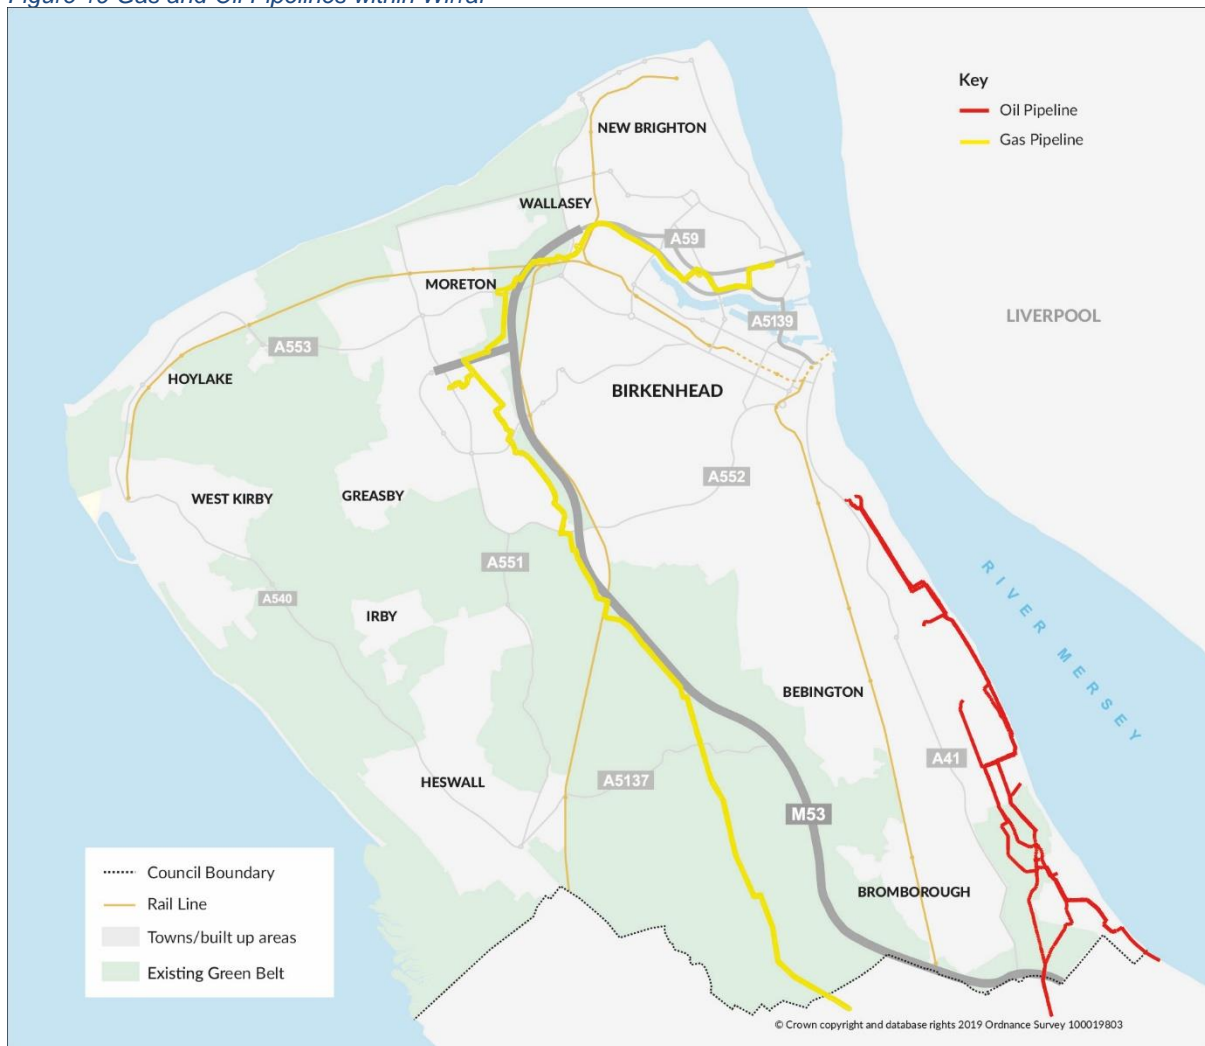 Figure 10 Gas and Oil Pipelines within Wirral
Key
Oil Pipeline
Gas Pipeline
NEW BRIGHTON
WALLASEY
A59
MORETON
LIVERPOOL
A5139
A553
HOYLAKE
BIRKENHEAD
A552
WEST KIRBY
GREASBY
A551
A540
IRBY
RIVER MERSEY
BEBINGTON
A41
HESWALL
A5137
M53
BROMBOROUGH
Council Boundary
Rail Line
Towns/built up areas
Existing Green Belt
© Crown copyright and database rights 2019 Ordnance Survey 100019803